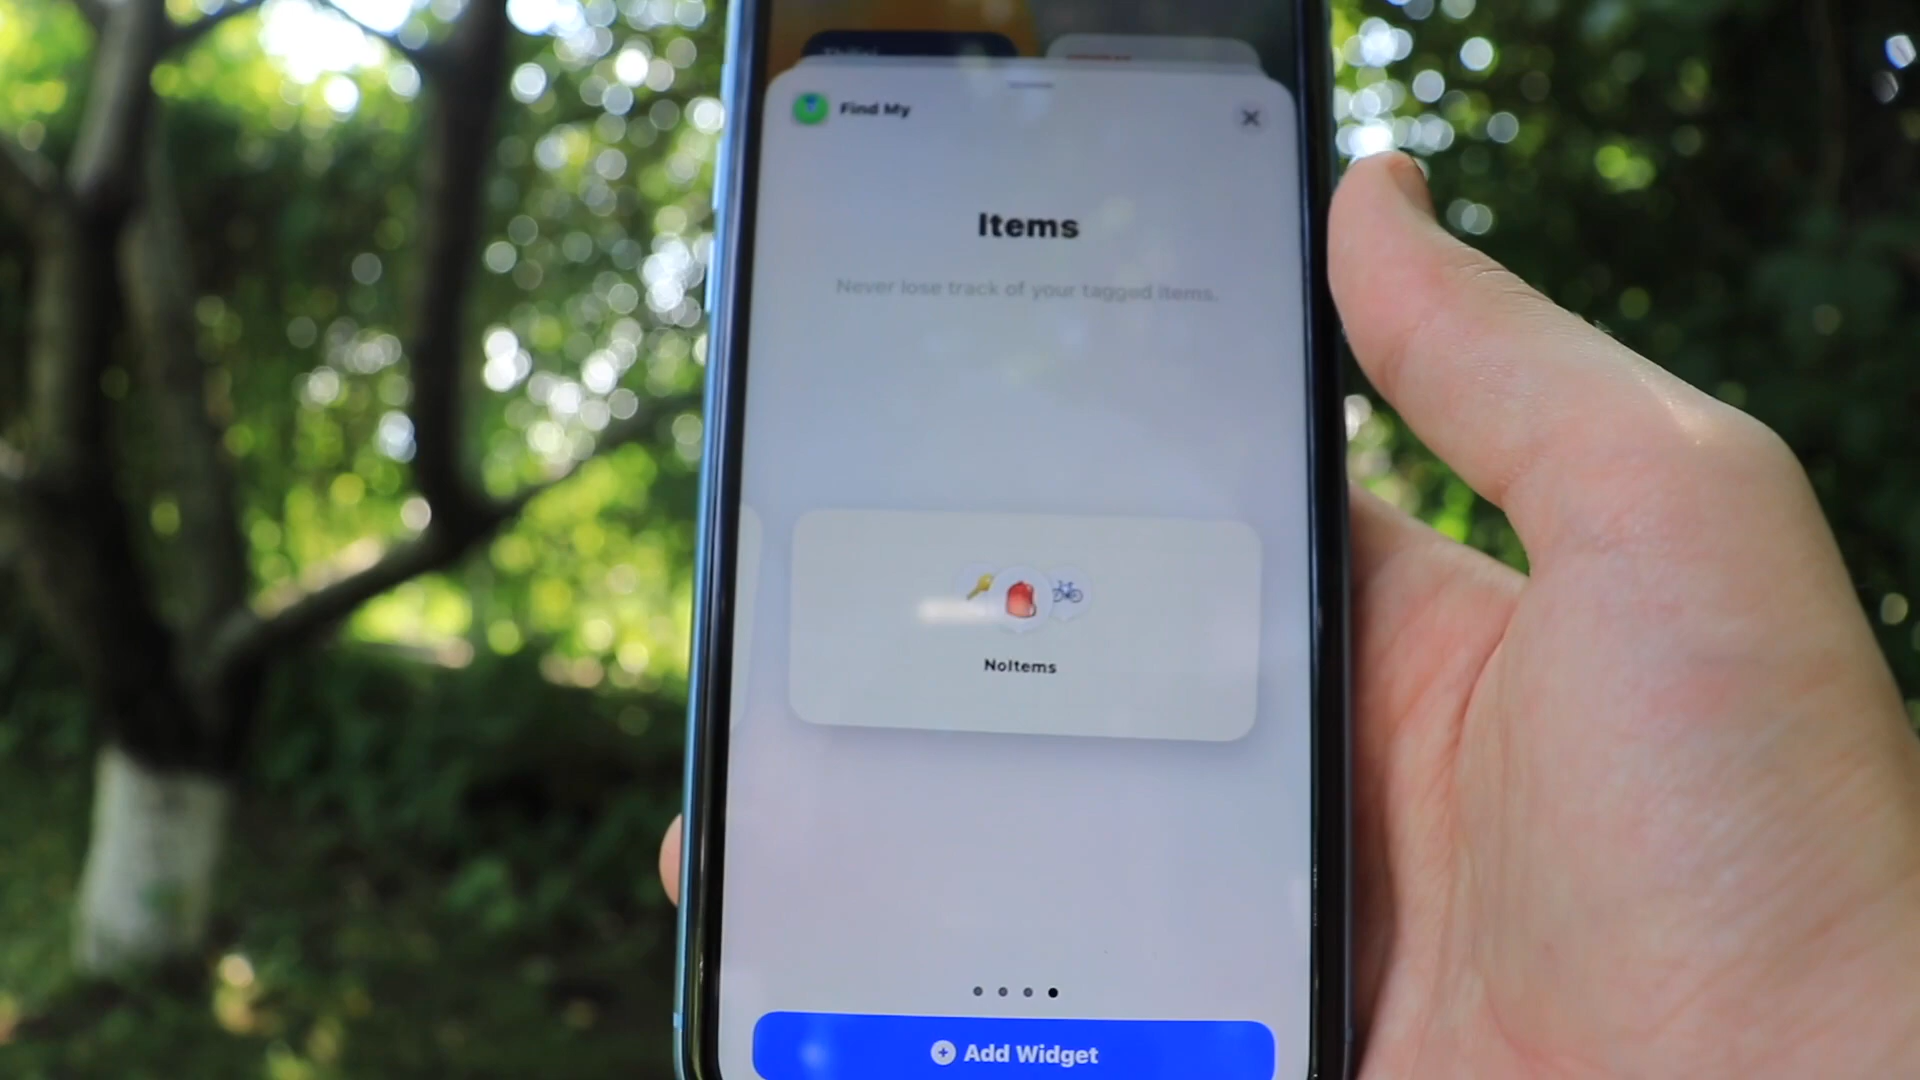 Find My
Items
Never lose track of your tagged items.
NoItems
Add Widget